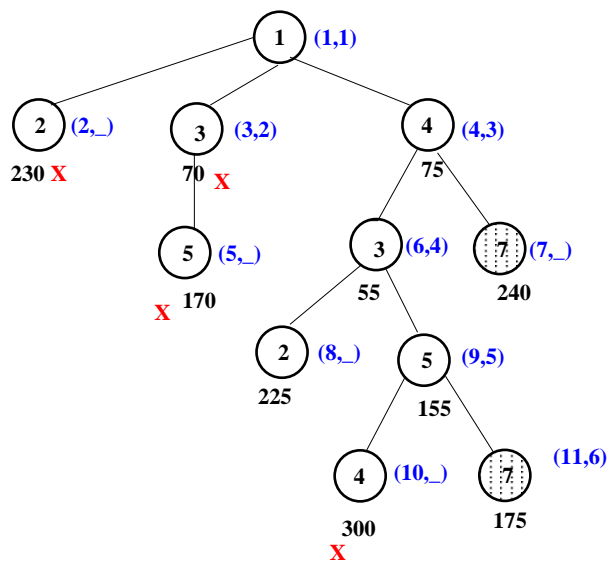 1 (1,1)
2 (2,_) 3 (3,2) 4 (4,3)
230 X 70 X 75
5 (5,_) 3 (6,4) 7 (7,_)
X 170 55 240
2 (8,_) 5 (9,5)
225 155
4 (10,_) 7 (11,6)
300 175
X